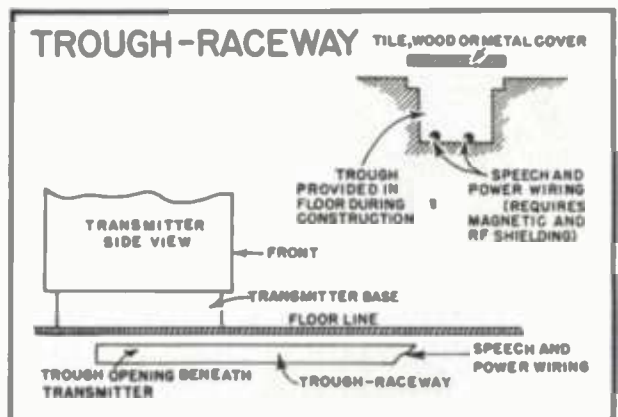 TROUGH-RACEWAY
TILE, WOOD OR METAL COVER
TROUGH
PROVIDED IN
FLOOR DURING
CONSTRUCTION
SPEECH AND
POWER WIRING
(REQUIRES
MAGNETIC AND
RF SHIELDING)
TRANSMITTER
SIDE VIEW
FRONT
TRANSMITTER BASE
FLOOR LINE
TROUGH OPENING BENEATH
TRANSMITTER
TROUGH-RACEWAY
SPEECH AND
POWER WIRING